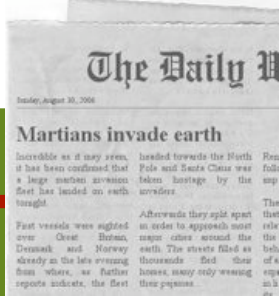 The Daily W
Sunday, August 30, 2006
Martians invade earth
Incredible as it may seem,
it has been confirmed that
a large martian invasion
fleet has landed on earth
tonight.
First vessels were sighted
over Great Britain,
Denmark and Norway
already in the late evening
from where, as further
reports indicate, the fleet
headed towards the North
Pole and Santa Claus was
taken hostage by the
invaders.
Afterwards they split apart
in order to approach most
major cities around the
earth. The streets filled as
thousands fled their
homes, many only wearing
their pajamas